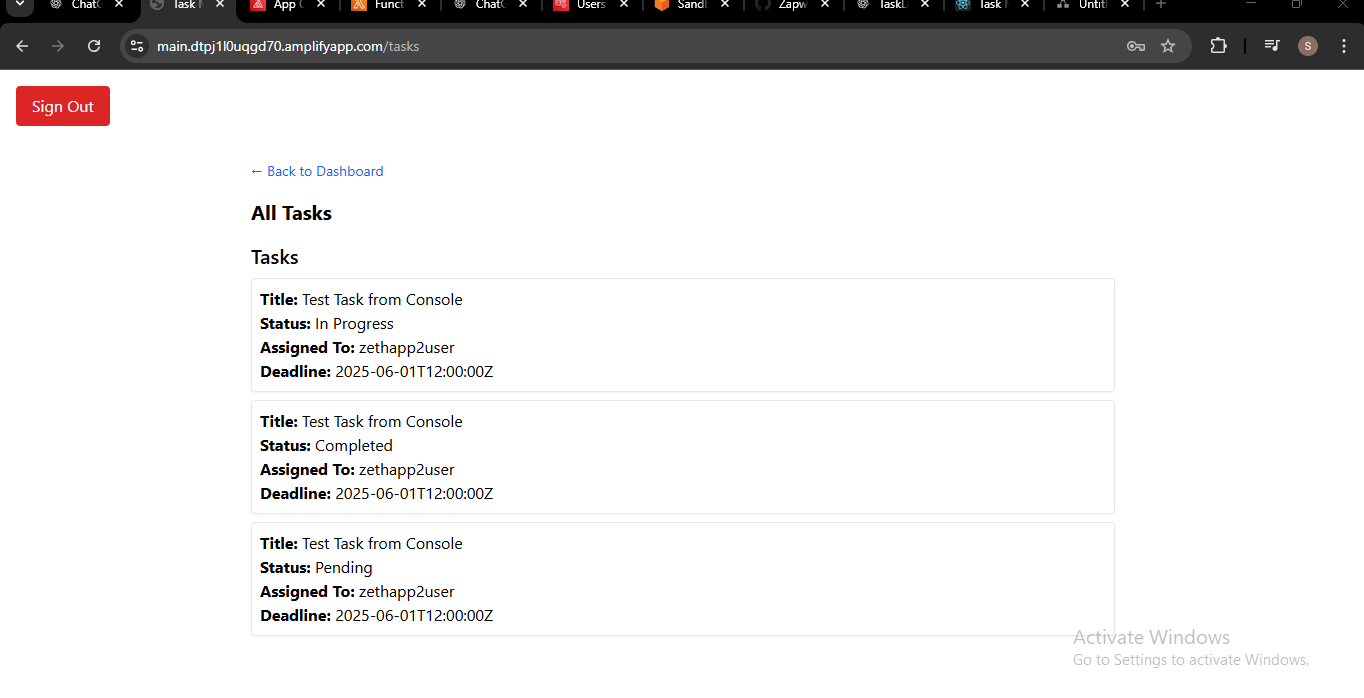 ChatG
Task M
App C
Funct
ChatG
Users
Sand
Zapw
TaskL
Task
Untitl
main.dtpj1l0uqgd70.amplifyapp.com/tasks
S
Sign Out
← Back to Dashboard
All Tasks
Tasks
Title: Test Task from Console
Status: In Progress
Assigned To: zethapp2user
Deadline: 2025-06-01T12:00:00Z
Title: Test Task from Console
Status: Completed
Assigned To: zethapp2user
Deadline: 2025-06-01T12:00:00Z
Title: Test Task from Console
Status: Pending
Assigned To: zethapp2user
Deadline: 2025-06-01T12:00:00Z
Activate Windows
Go to Settings to activate Windows.